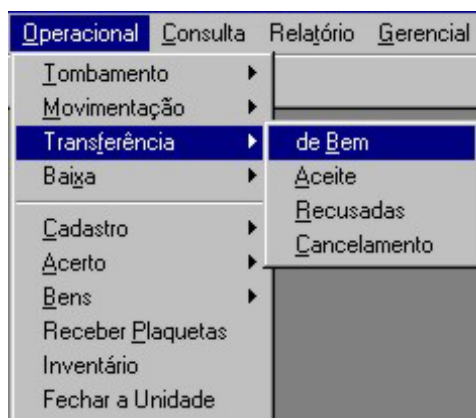 Operacional Consulta Relatório Gerencial
Tombamento
Movimentação
Transferência
Baixa
Cadastro
Acerto
Bens
Receber Plaquetas
Inventário
Fechar a Unidade
de Bem
Aceite
Recusadas
Cancelamento